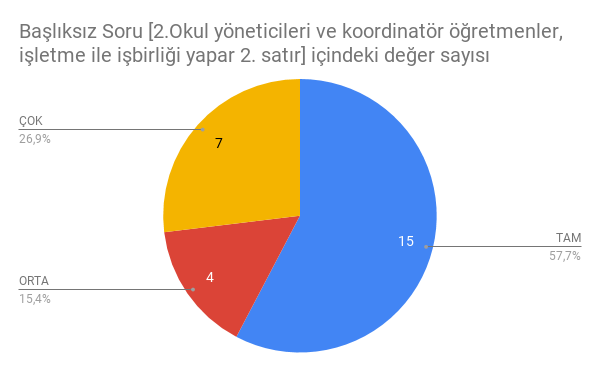 Başlıksız Soru [2.Okul yöneticileri ve koordinatör öğretmenler,
işletme ile işbirliği yapar 2. satır] içindeki değer sayısı
ÇOK
26,9%
7
15
TAM
57,7%
4
ORTA
15,4%